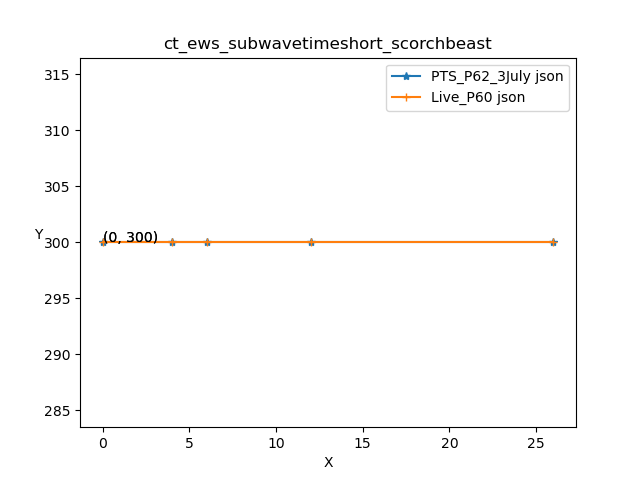 ct_ews_subwavetimeshort_scorchbeast
PTS_P62_3July json
Live_P60 json
315
310
305
300
295
290
285
Y
(0, 300)
0 5 10 15 20 25
X